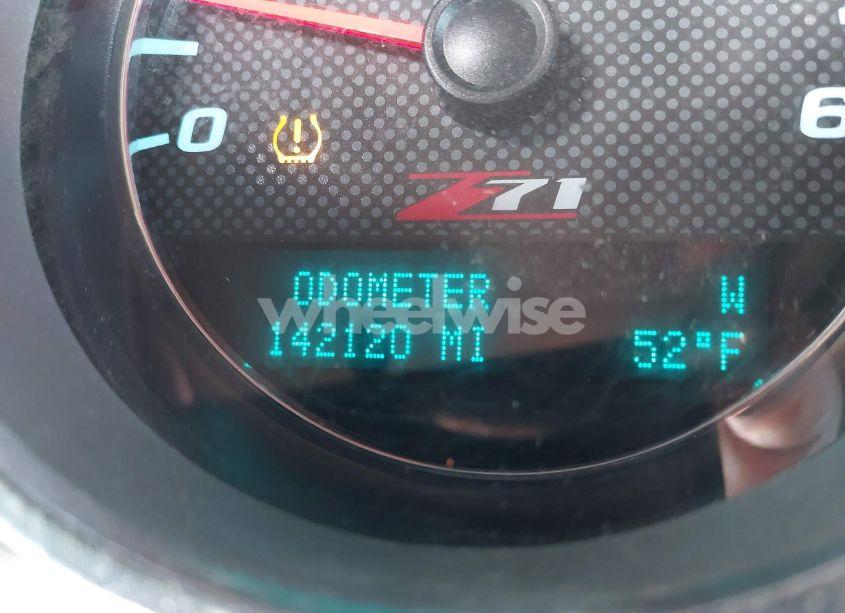 0
6
Z71
ODOMETER W
wheelwise
142120 MI 52°F